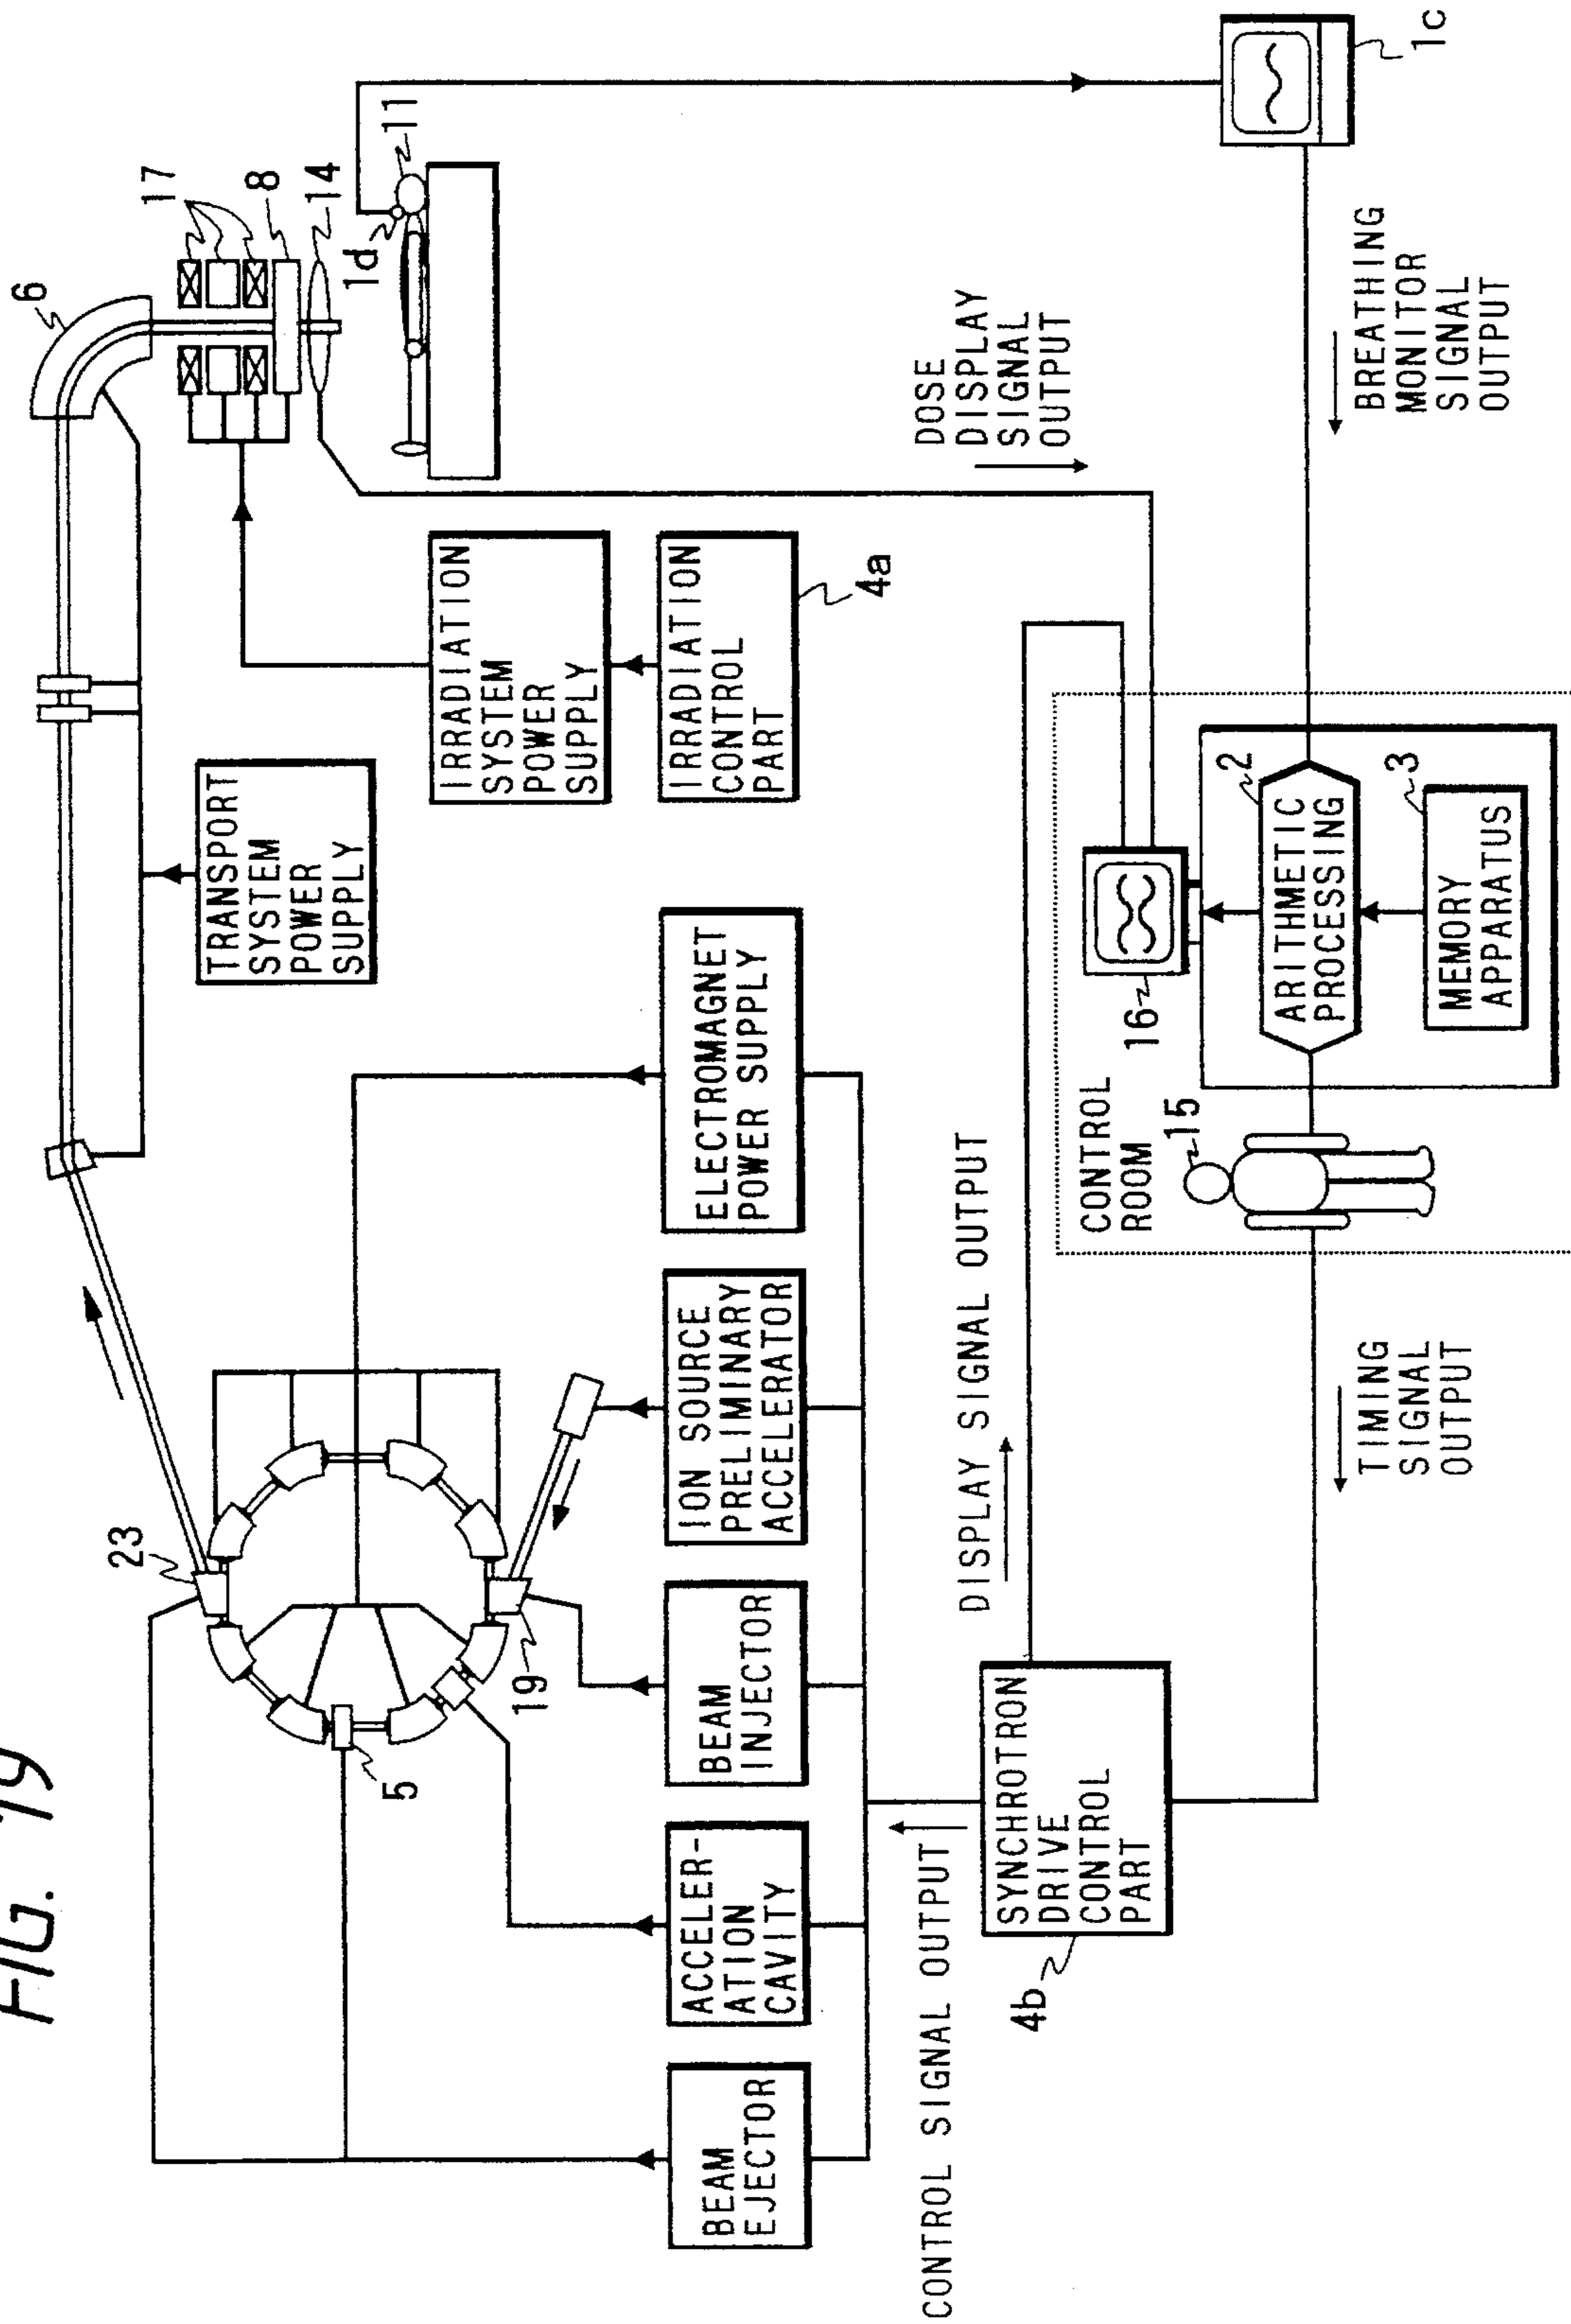 FIG. 19
6
17
8
14
1d
11
1c
23
5
19
TRANSPORT
SYSTEM
POWER
SUPPLY
IRRADIATION
SYSTEM
POWER
SUPPLY
IRRADIATION
CONTROL
PART
4a
DOSE
DISPLAY
SIGNAL
OUTPUT
BREATHING
MONITOR
SIGNAL
OUTPUT
BEAM
EJECTOR
ACCELER-
ATION
CAVITY
BEAM
INJECTOR
ION SOURCE
PRELIMINARY
ACCELERATOR
ELECTROMAGNET
POWER SUPPLY
CONTROL SIGNAL OUTPUT
SYNCHROTRON
DRIVE
CONTROL
PART
4b
DISPLAY SIGNAL OUTPUT
TIMING
SIGNAL
OUTPUT
CONTROL
ROOM
15
16
2
ARITHMETIC
PROCESSING
3
MEMORY
APPARATUS